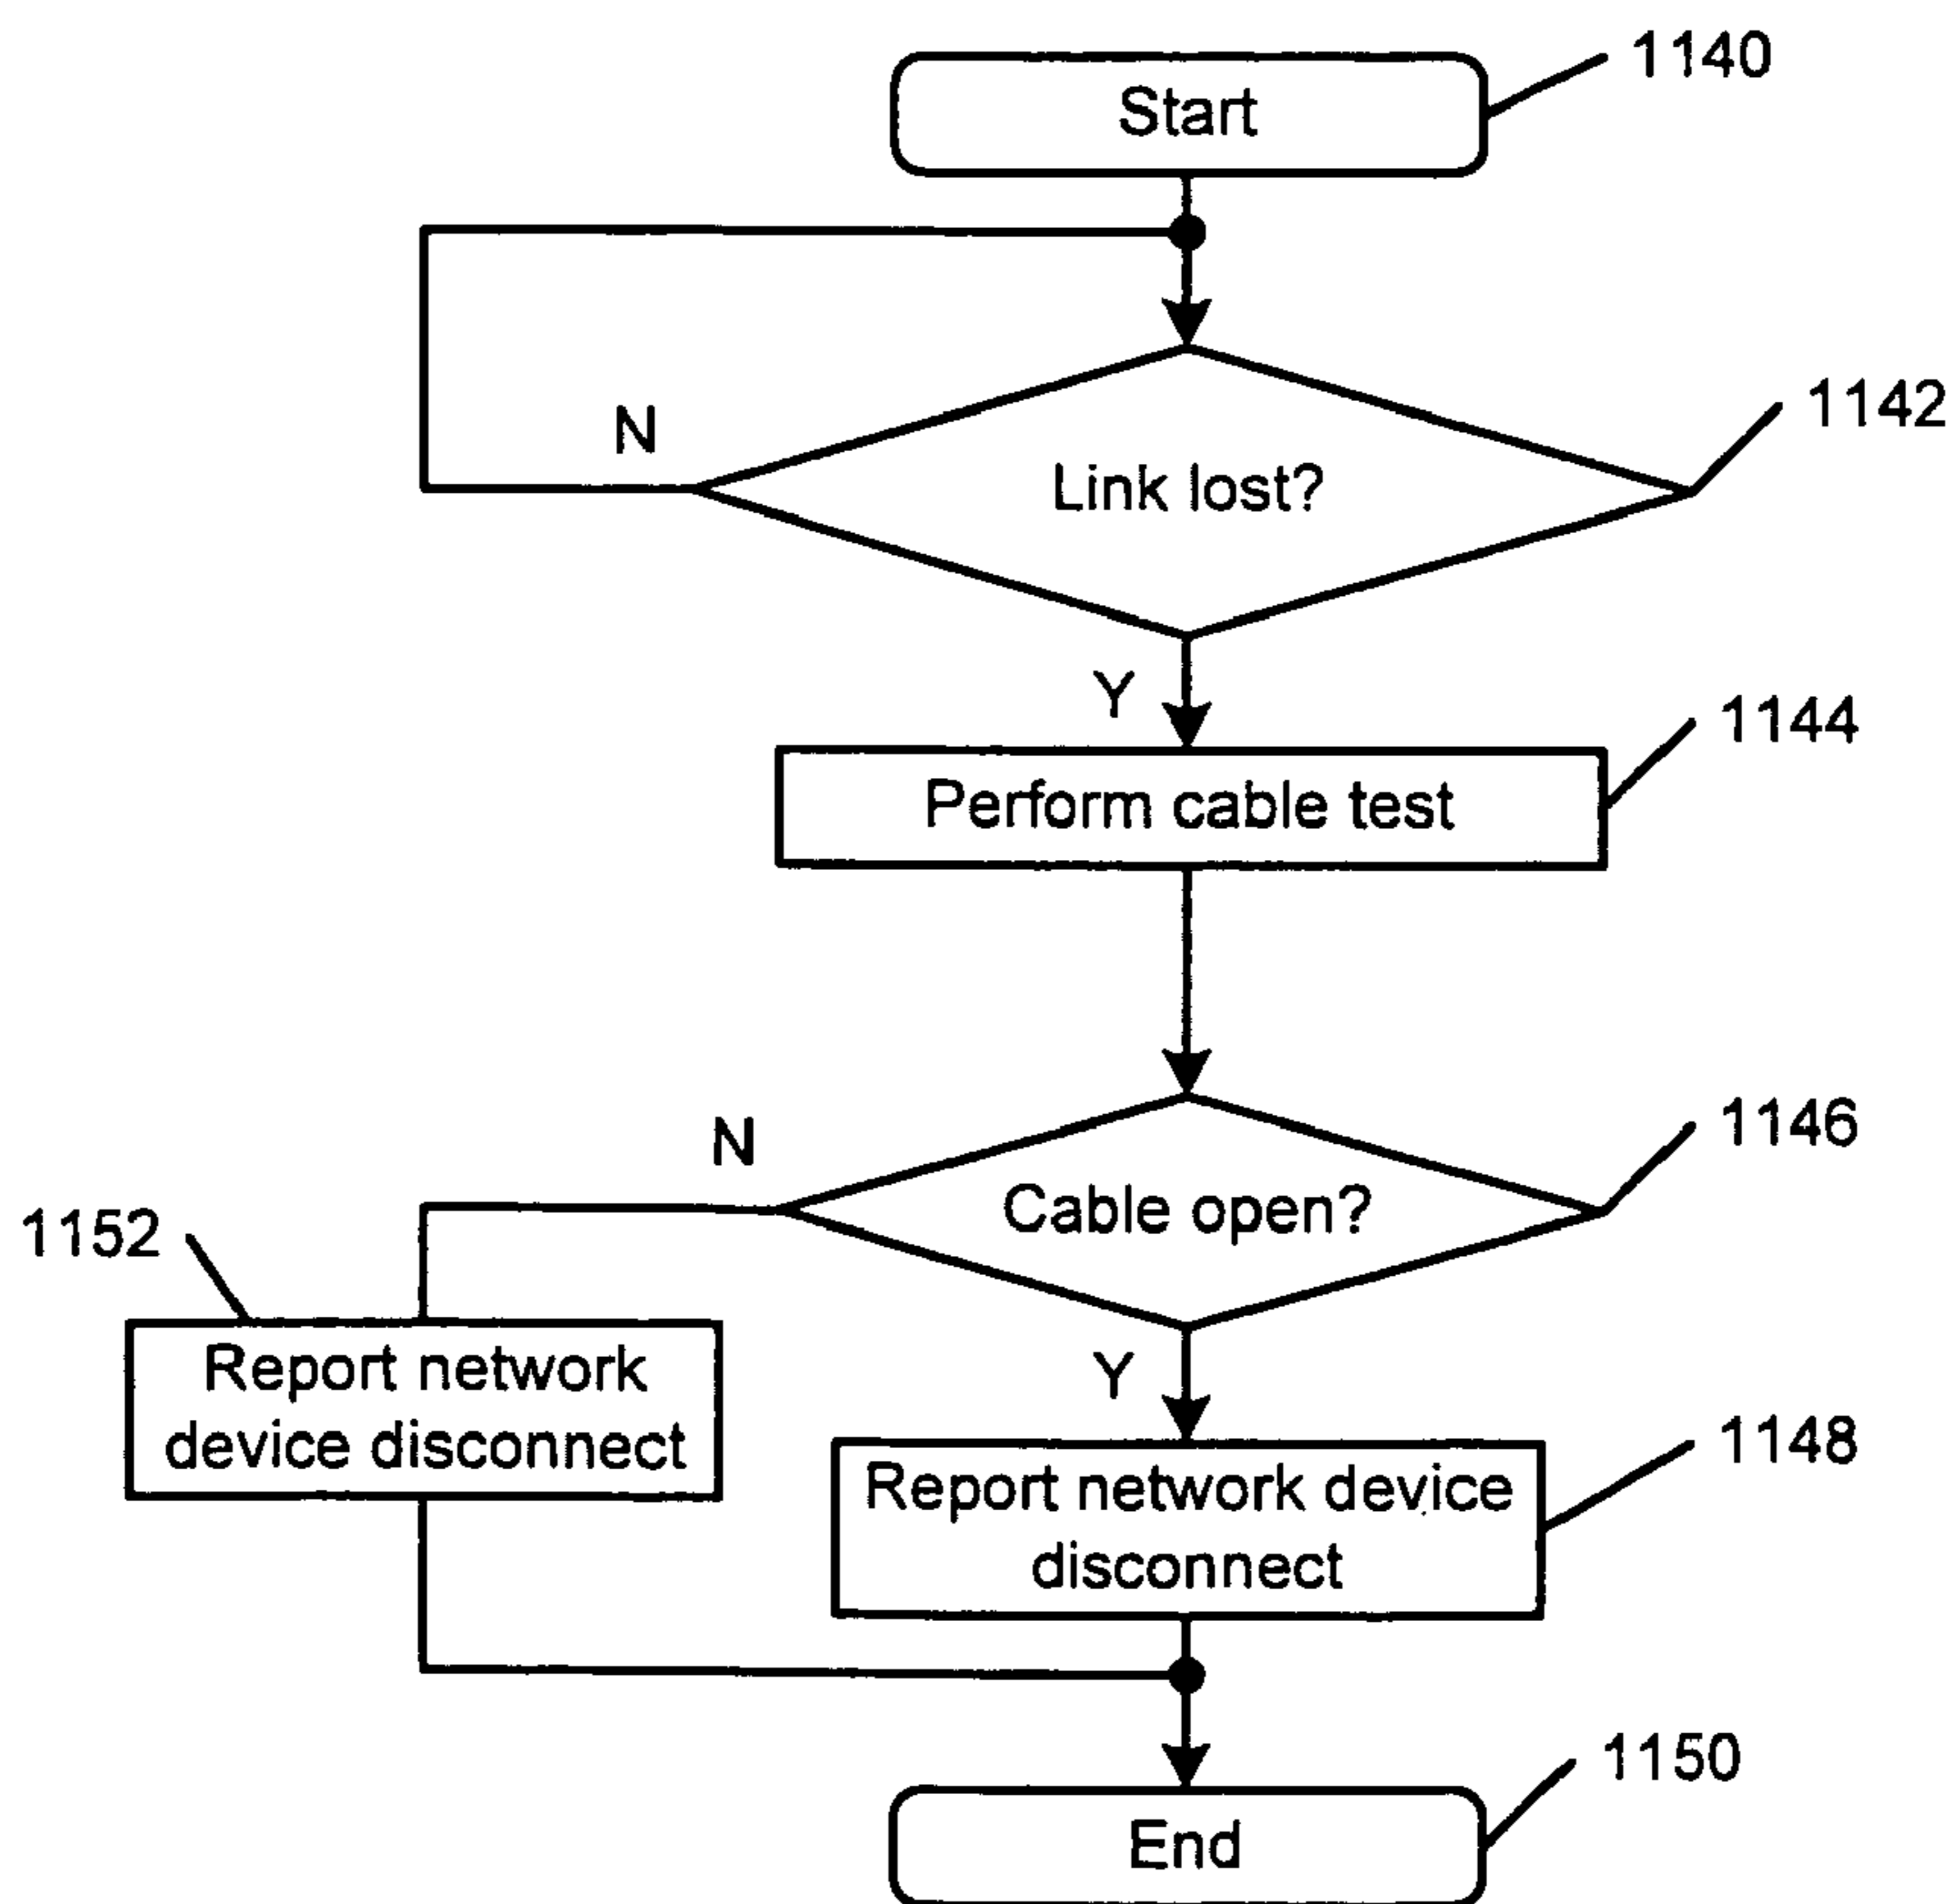 Start
1140
N
Link lost?
1142
Y
Perform cable test
1144
N
Cable open?
1146
1152
Report network
device disconnect
Y
Report network device
disconnect
1148
End
1150